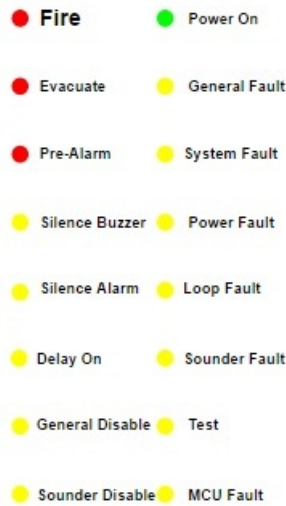 Fire Power On
Evacuate General Fault
Pre-Alarm System Fault
Silence Buzzer Power Fault
Silence Alarm Loop Fault
Delay On Sounder Fault
General Disable Test
Sounder Disable MCU Fault